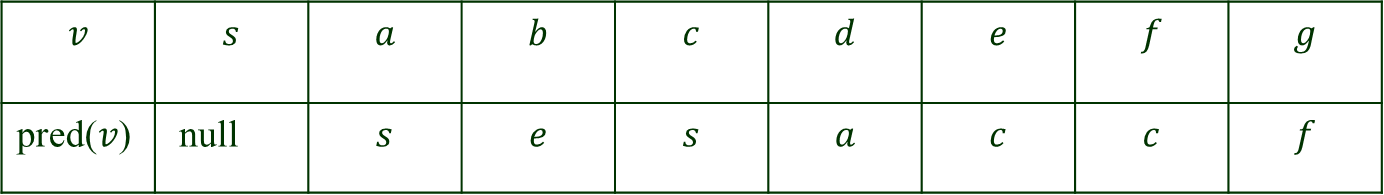 v s a b c d e f g
pred(v) null s e s a c c f